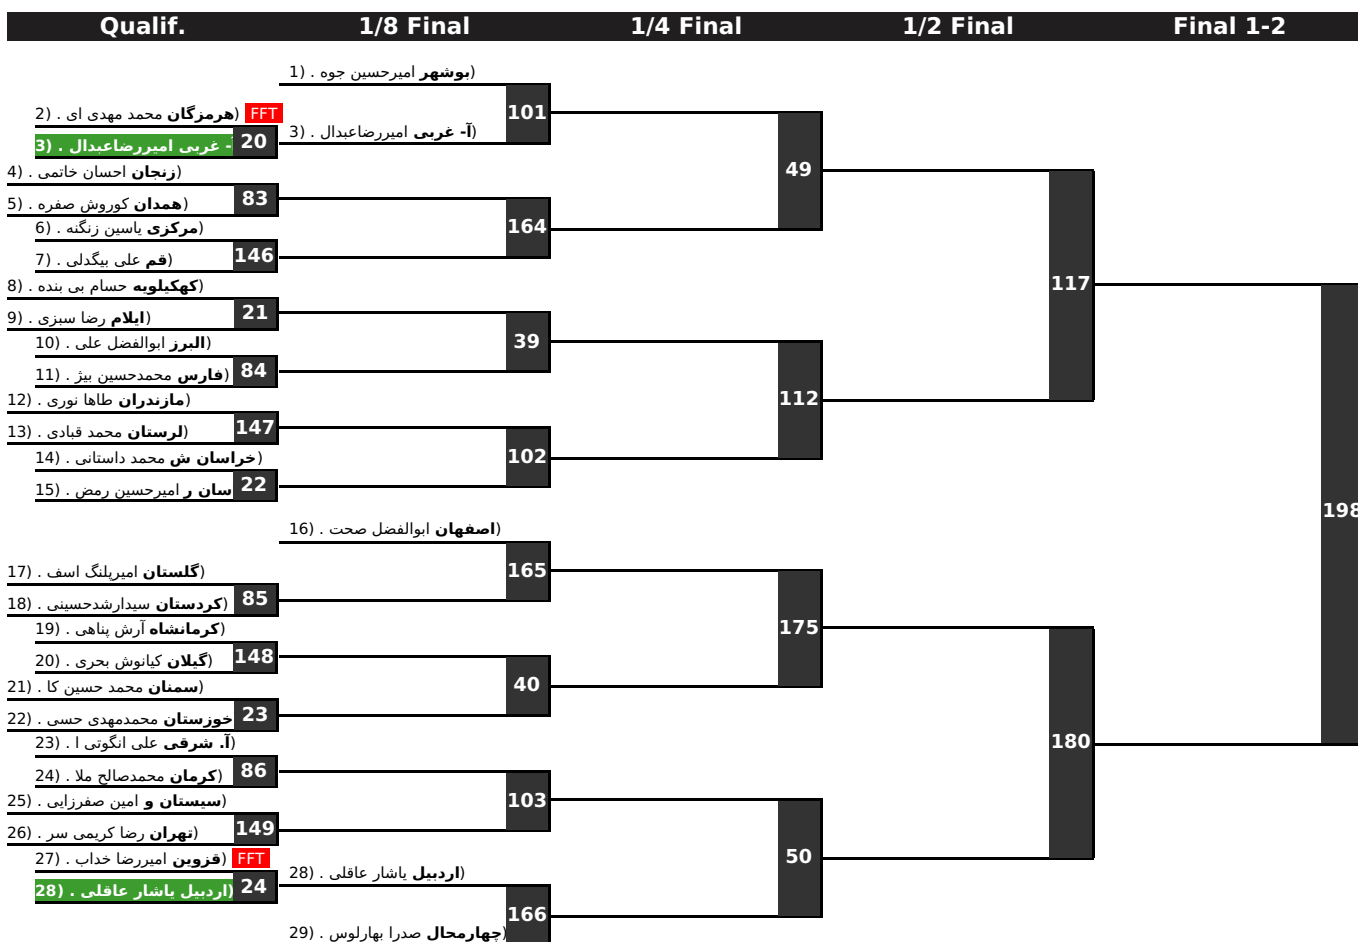 Qualif.
1/8 Final
1/4 Final
1/2 Final
Final 1-2
1) . امیرحسین جوه بوشهر)
101
2) . محمد مهدی ای هرمزگان) FFT
20
3) . امیررضاعبدال غربی -
3) . امیررضاعبدال آ- غربی)
49
4) . احسان خاتمی زنجان)
83
5) . کوروش صفره همدان)
164
6) . یاسین زنگنه مرکزی)
146
7) . علی بیگدلی قم)
117
8) . حسام بی بنده کهکیلویه)
21
9) . رضا سبزی ایلام)
39
10) . ابوالفضل علی البرز)
84
11) . محمدحسین بیژ فارس)
112
12) . طاها نوری مازندران)
147
13) . محمد قبادی لرستان)
102
14) . محمد داستانی خراسان ش)
22
15) . امیرحسین رمض سان ر
198
16) . ابوالفضل صحت اصفهان)
165
17) . امیرپلنگ اسف گلستان)
85
18) . سیدارشدحسینی کردستان)
175
19) . آرش پناهی کرمانشاه)
148
20) . کیانوش بحری گیلان)
40
21) . محمد حسین کا سمنان)
23
22) . محمدمهدی حسی خوزستان
180
23) . علی انگوتی ا آ. شرقی)
86
24) . محمدصالح ملا کرمان)
103
25) . امین صفرزایی سیستان و)
149
26) . رضا کریمی سر تهران)
50
27) . امیررضا خداب قزوین) FFT
24
28) . یاشار عاقلی اردبیل)
28) . یاشار عاقلی اردبیل)
166
29) . صدرا بهارلوس چهارمحال)